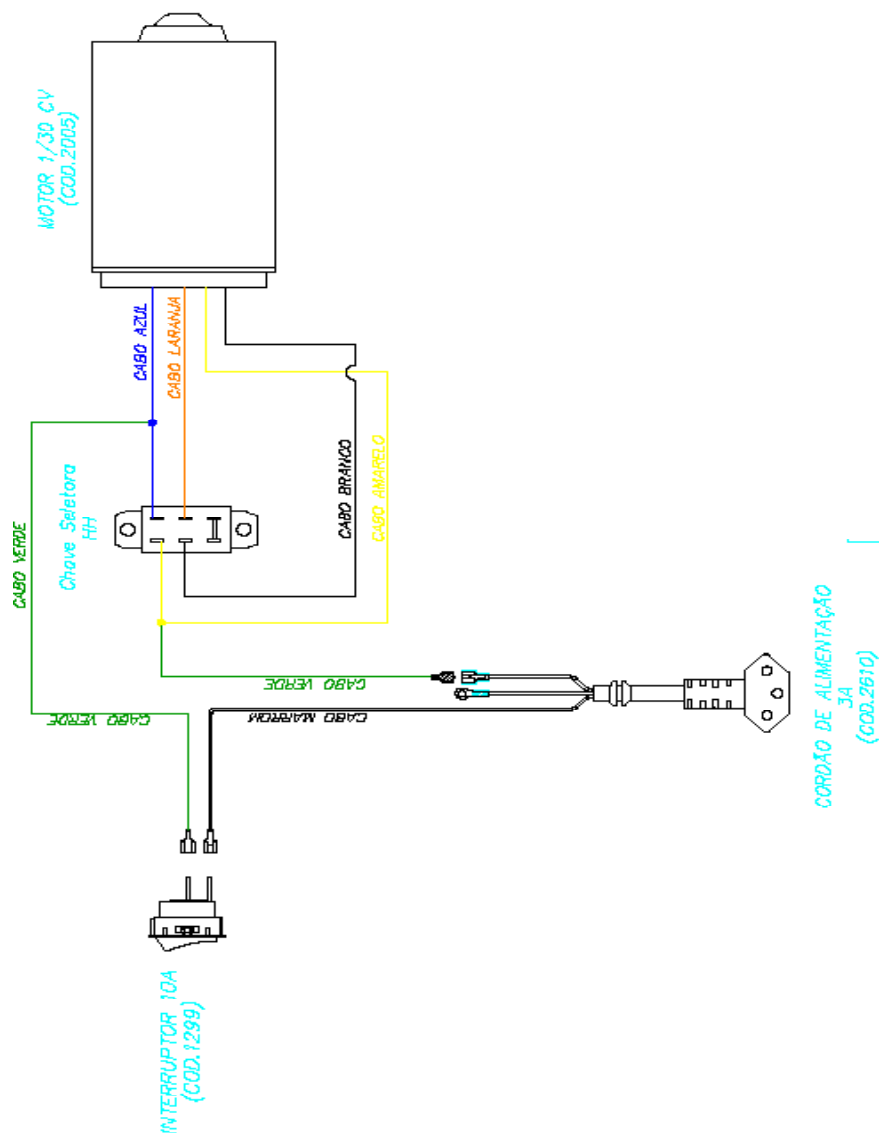 MOTOR 1/30 CV
(COD.2005)
CABO AZUL
CABO LARANJA
CABO BRANCO
CABO AMARELO
CABO VERDE
Chave Seletora
HH
CABO VERDE
CABO VERDE
CABO MARROM
CORDÃO DE ALIMENTAÇÃO
3A
(COD.2610)
INTERRUPTOR 10A
(COD.1299)